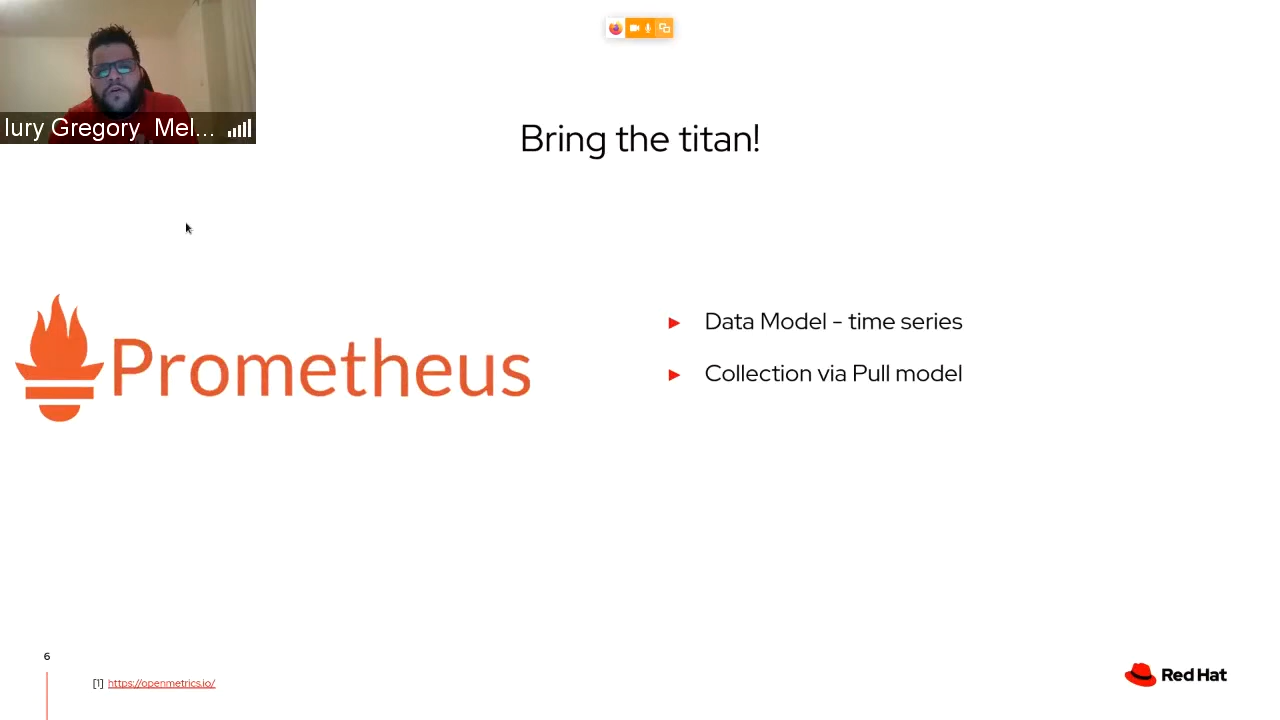 Iury Gregory Mel...
Bring the titan!
Prometheus
Data Model - time series
Collection via Pull model
6
[1] https://openmetrics.io/
Red Hat